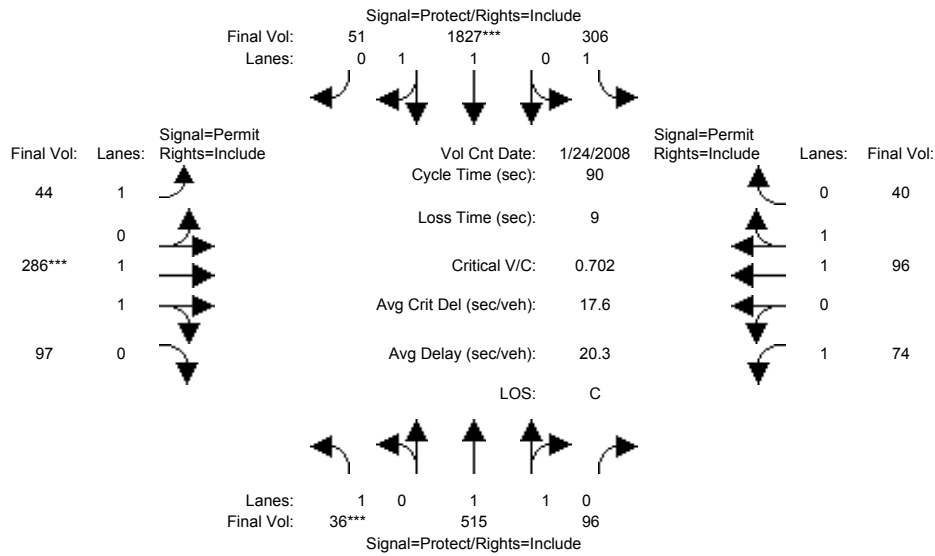 Signal=Protect/Rights=Include
Final Vol: 51 1827*** 306
Lanes: 0 1 1 0 1
Signal=Permit Signal=Permit
Final Vol: Lanes: Rights=Include Vol Cnt Date: 1/24/2008 Rights=Include Lanes: Final Vol:
Cycle Time (sec): 90
44 1 0 40
Loss Time (sec): 9
0 1
286*** 1 Critical V/C: 0.702 1 96
1 Avg Crit Del (sec/veh): 17.6 0
97 0 Avg Delay (sec/veh): 20.3 1 74
LOS: C
Lanes: 1 0 1 1 0
Final Vol: 36*** 515 96
Signal=Protect/Rights=Include